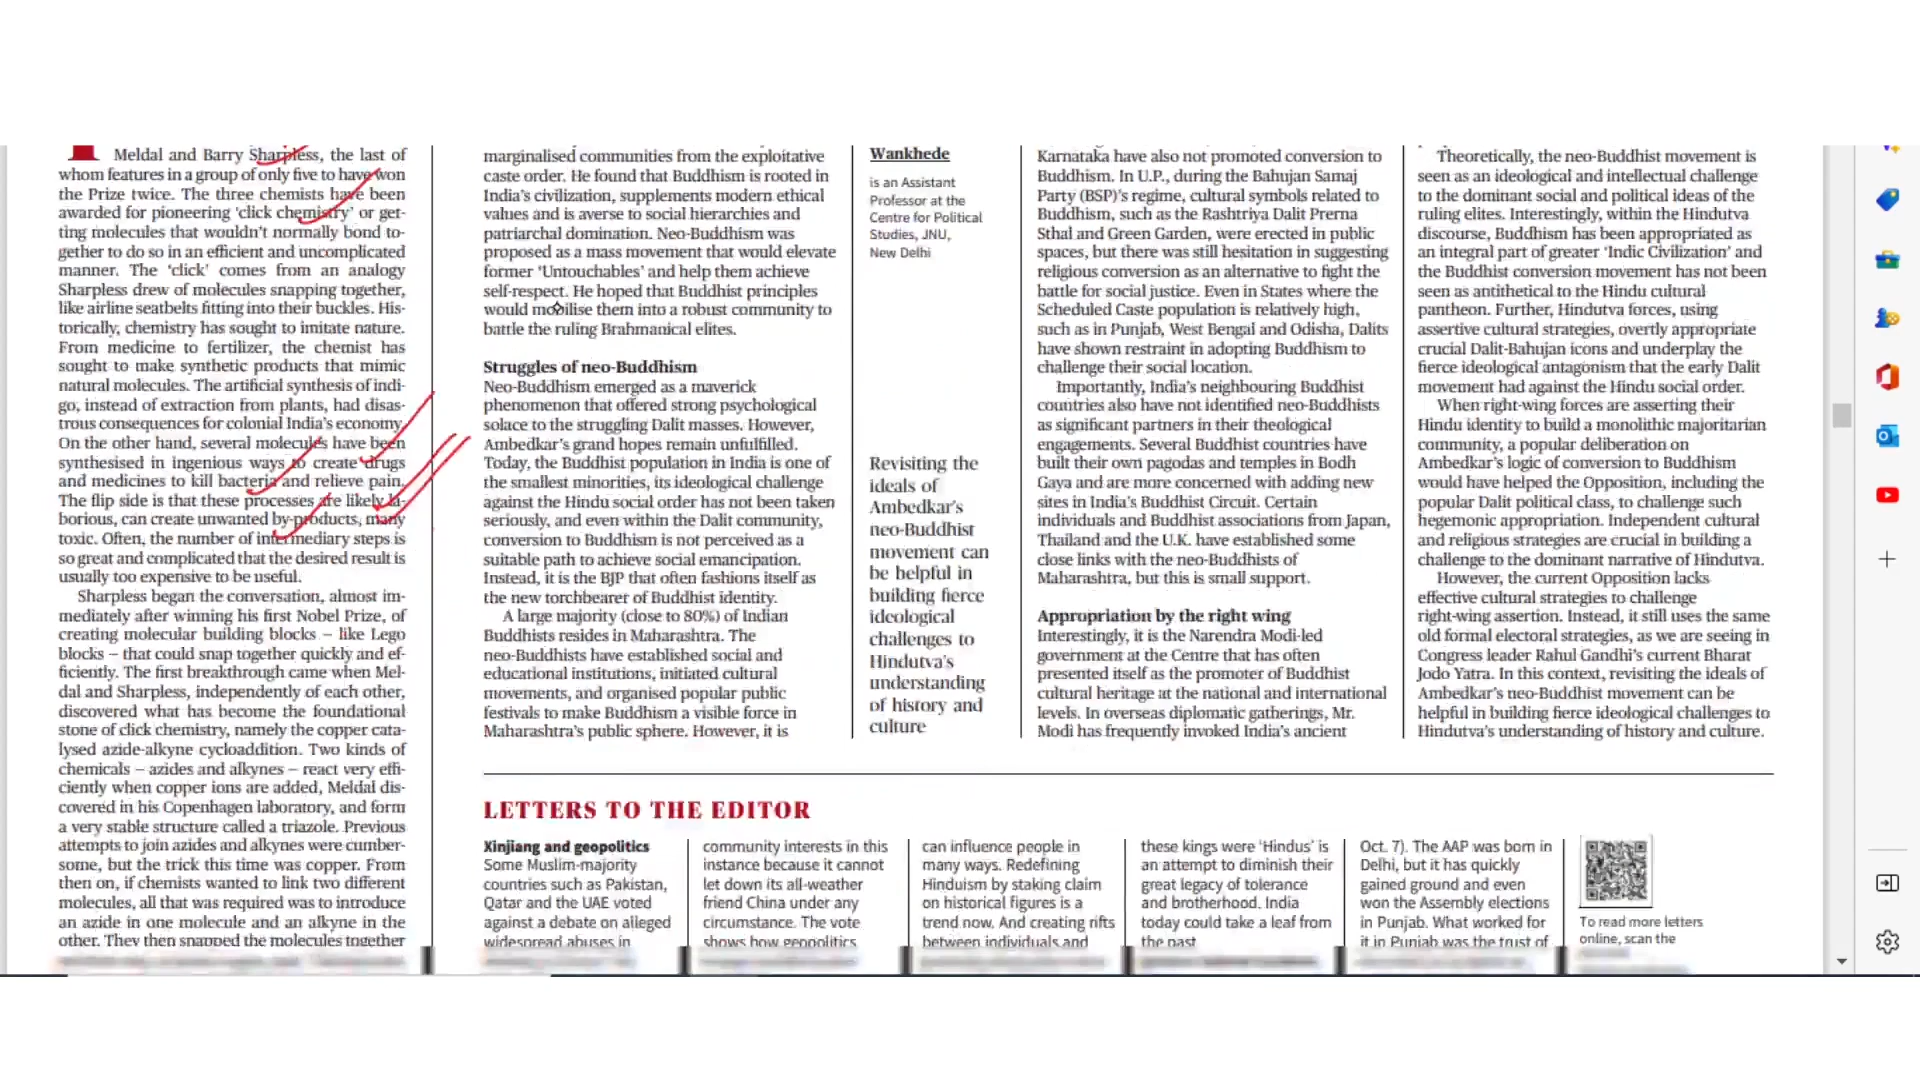 Meldal and Barry Sharpless, the last of
whom features in a group of only five to have won
the Prize twice. The three chemists have been
awarded for pioneering ‘click chemistry’ or get-
ting molecules that wouldn’t normally bond to-
gether to do so in an efficient and uncomplicated
manner. The ‘click’ comes from an analogy
Sharpless drew of molecules snapping together,
like airline seatbelts fitting into their buckles. His-
torically, chemistry has sought to imitate nature.
From medicine to fertilizer, the chemist has
sought to make synthetic products that mimic
natural molecules. The artificial synthesis of indi-
go, instead of extraction from plants, had disas-
trous consequences for colonial India’s economy.
On the other hand, several molecules have been
synthesised in ingenious ways to create drugs
and medicines to kill bacteria and relieve pain.
The flip side is that these processes are likely la-
borious, can create unwanted by-products, many
toxic. Often, the number of intermediary steps is
so great and complicated that the desired result is
usually too expensive to be useful.
Sharpless began the conversation, almost im-
mediately after winning his first Nobel Prize, of
creating molecular building blocks – like Lego
blocks – that could snap together quickly and ef-
ficiently. The first breakthrough came when Mel-
dal and Sharpless, independently of each other,
discovered what has become the foundational
stone of click chemistry, namely the copper cata-
lysed azide-alkyne cycloaddition. Two kinds of
chemicals – azides and alkynes – react very effi-
ciently when copper ions are added, Meldal dis-
covered in his Copenhagen laboratory, and form
a very stable structure called a triazole. Previous
attempts to join azides and alkynes were cumber-
some, but the trick this time was copper. From
then on, if chemists wanted to link two different
molecules, all that was required was to introduce
an azide in one molecule and an alkyne in the
other. They then snapped the molecules together
marginalised communities from the exploitative
caste order. He found that Buddhism is rooted in
India’s civilization, supplements modern ethical
values and is averse to social hierarchies and
patriarchal domination. Neo-Buddhism was
proposed as a mass movement that would elevate
former ‘Untouchables’ and help them achieve
self-respect. He hoped that Buddhist principles
would mobilise them into a robust community to
battle the ruling Brahmanical elites.
Struggles of neo-Buddhism
Neo-Buddhism emerged as a maverick
phenomenon that offered strong psychological
solace to the struggling Dalit masses. However,
Ambedkar’s grand hopes remain unfulfilled.
Today, the Buddhist population in India is one of
the smallest minorities, its ideological challenge
against the Hindu social order has not been taken
seriously, and even within the Dalit community,
conversion to Buddhism is not perceived as a
suitable path to achieve social emancipation.
Instead, it is the BJP that often fashions itself as
the new torchbearer of Buddhist identity.
A large majority (close to 80%) of Indian
Buddhists resides in Maharashtra. The
neo-Buddhists have established social and
educational institutions, initiated cultural
movements, and organised popular public
festivals to make Buddhism a visible force in
Maharashtra’s public sphere. However, it is
Wankhede
is an Assistant
Professor at the
Centre for Political
Studies, JNU,
New Delhi
Revisiting the
ideals of
Ambedkar’s
neo-Buddhist
movement can
be helpful in
building fierce
ideological
challenges to
Hindutva’s
understanding
of history and
culture
Karnataka have also not promoted conversion to
Buddhism. In U.P., during the Bahujan Samaj
Party (BSP)’s regime, cultural symbols related to
Buddhism, such as the Rashtriya Dalit Prerna
Sthal and Green Garden, were erected in public
spaces, but there was still hesitation in suggesting
religious conversion as an alternative to fight the
battle for social justice. Even in States where the
Scheduled Caste population is relatively high,
such as in Punjab, West Bengal and Odisha, Dalits
have shown restraint in adopting Buddhism to
challenge their social location.
Importantly, India’s neighbouring Buddhist
countries also have not identified neo-Buddhists
as significant partners in their theological
engagements. Several Buddhist countries have
built their own pagodas and temples in Bodh
Gaya and are more concerned with adding new
sites in India’s Buddhist Circuit. Certain
individuals and Buddhist associations from Japan,
Thailand and the U.K. have established some
close links with the neo-Buddhists of
Maharashtra, but this is small support.
Appropriation by the right wing
Interestingly, it is the Narendra Modi-led
government at the Centre that has often
presented itself as the promoter of Buddhist
cultural heritage at the national and international
levels. In overseas diplomatic gatherings, Mr.
Modi has frequently invoked India’s ancient
Theoretically, the neo-Buddhist movement is
seen as an ideological and intellectual challenge
to the dominant social and political ideas of the
ruling elites. Interestingly, within the Hindutva
discourse, Buddhism has been appropriated as
an integral part of greater ‘Indic Civilization’ and
the Buddhist conversion movement has not been
seen as antithetical to the Hindu cultural
pantheon. Further, Hindutva forces, using
assertive cultural strategies, overtly appropriate
crucial Dalit-Bahujan icons and underplay the
fierce ideological antagonism that the early Dalit
movement had against the Hindu social order.
When right-wing forces are asserting their
Hindu identity to build a monolithic majoritarian
community, a popular deliberation on
Ambedkar’s logic of conversion to Buddhism
would have helped the Opposition, including the
popular Dalit political class, to challenge such
hegemonic appropriation. Independent cultural
and religious strategies are crucial in building a
challenge to the dominant narrative of Hindutva.
However, the current Opposition lacks
effective cultural strategies to challenge
right-wing assertion. Instead, it still uses the same
old formal electoral strategies, as we are seeing in
Congress leader Rahul Gandhi’s current Bharat
Jodo Yatra. In this context, revisiting the ideals of
Ambedkar’s neo-Buddhist movement can be
helpful in building fierce ideological challenges to
Hindutva’s understanding of history and culture.
LETTERS TO THE EDITOR
Xinjiang and geopolitics
Some Muslim-majority
countries such as Pakistan,
Qatar and the UAE voted
against a debate on alleged
widespread abuses in
community interests in this
instance because it cannot
let down its all-weather
friend China under any
circumstance. The vote
shows how geopolitics
can influence people in
many ways. Redefining
Hinduism by staking claim
on historical figures is a
trend now. And creating rifts
between individuals and
these kings were ‘Hindus’ is
an attempt to diminish their
great legacy of tolerance
and brotherhood. India
today could take a leaf from
the past
Oct. 7). The AAP was born in
Delhi, but it has quickly
gained ground and even
won the Assembly elections
in Punjab. What worked for
it in Punjab was the trust of
To read more letters
online, scan the